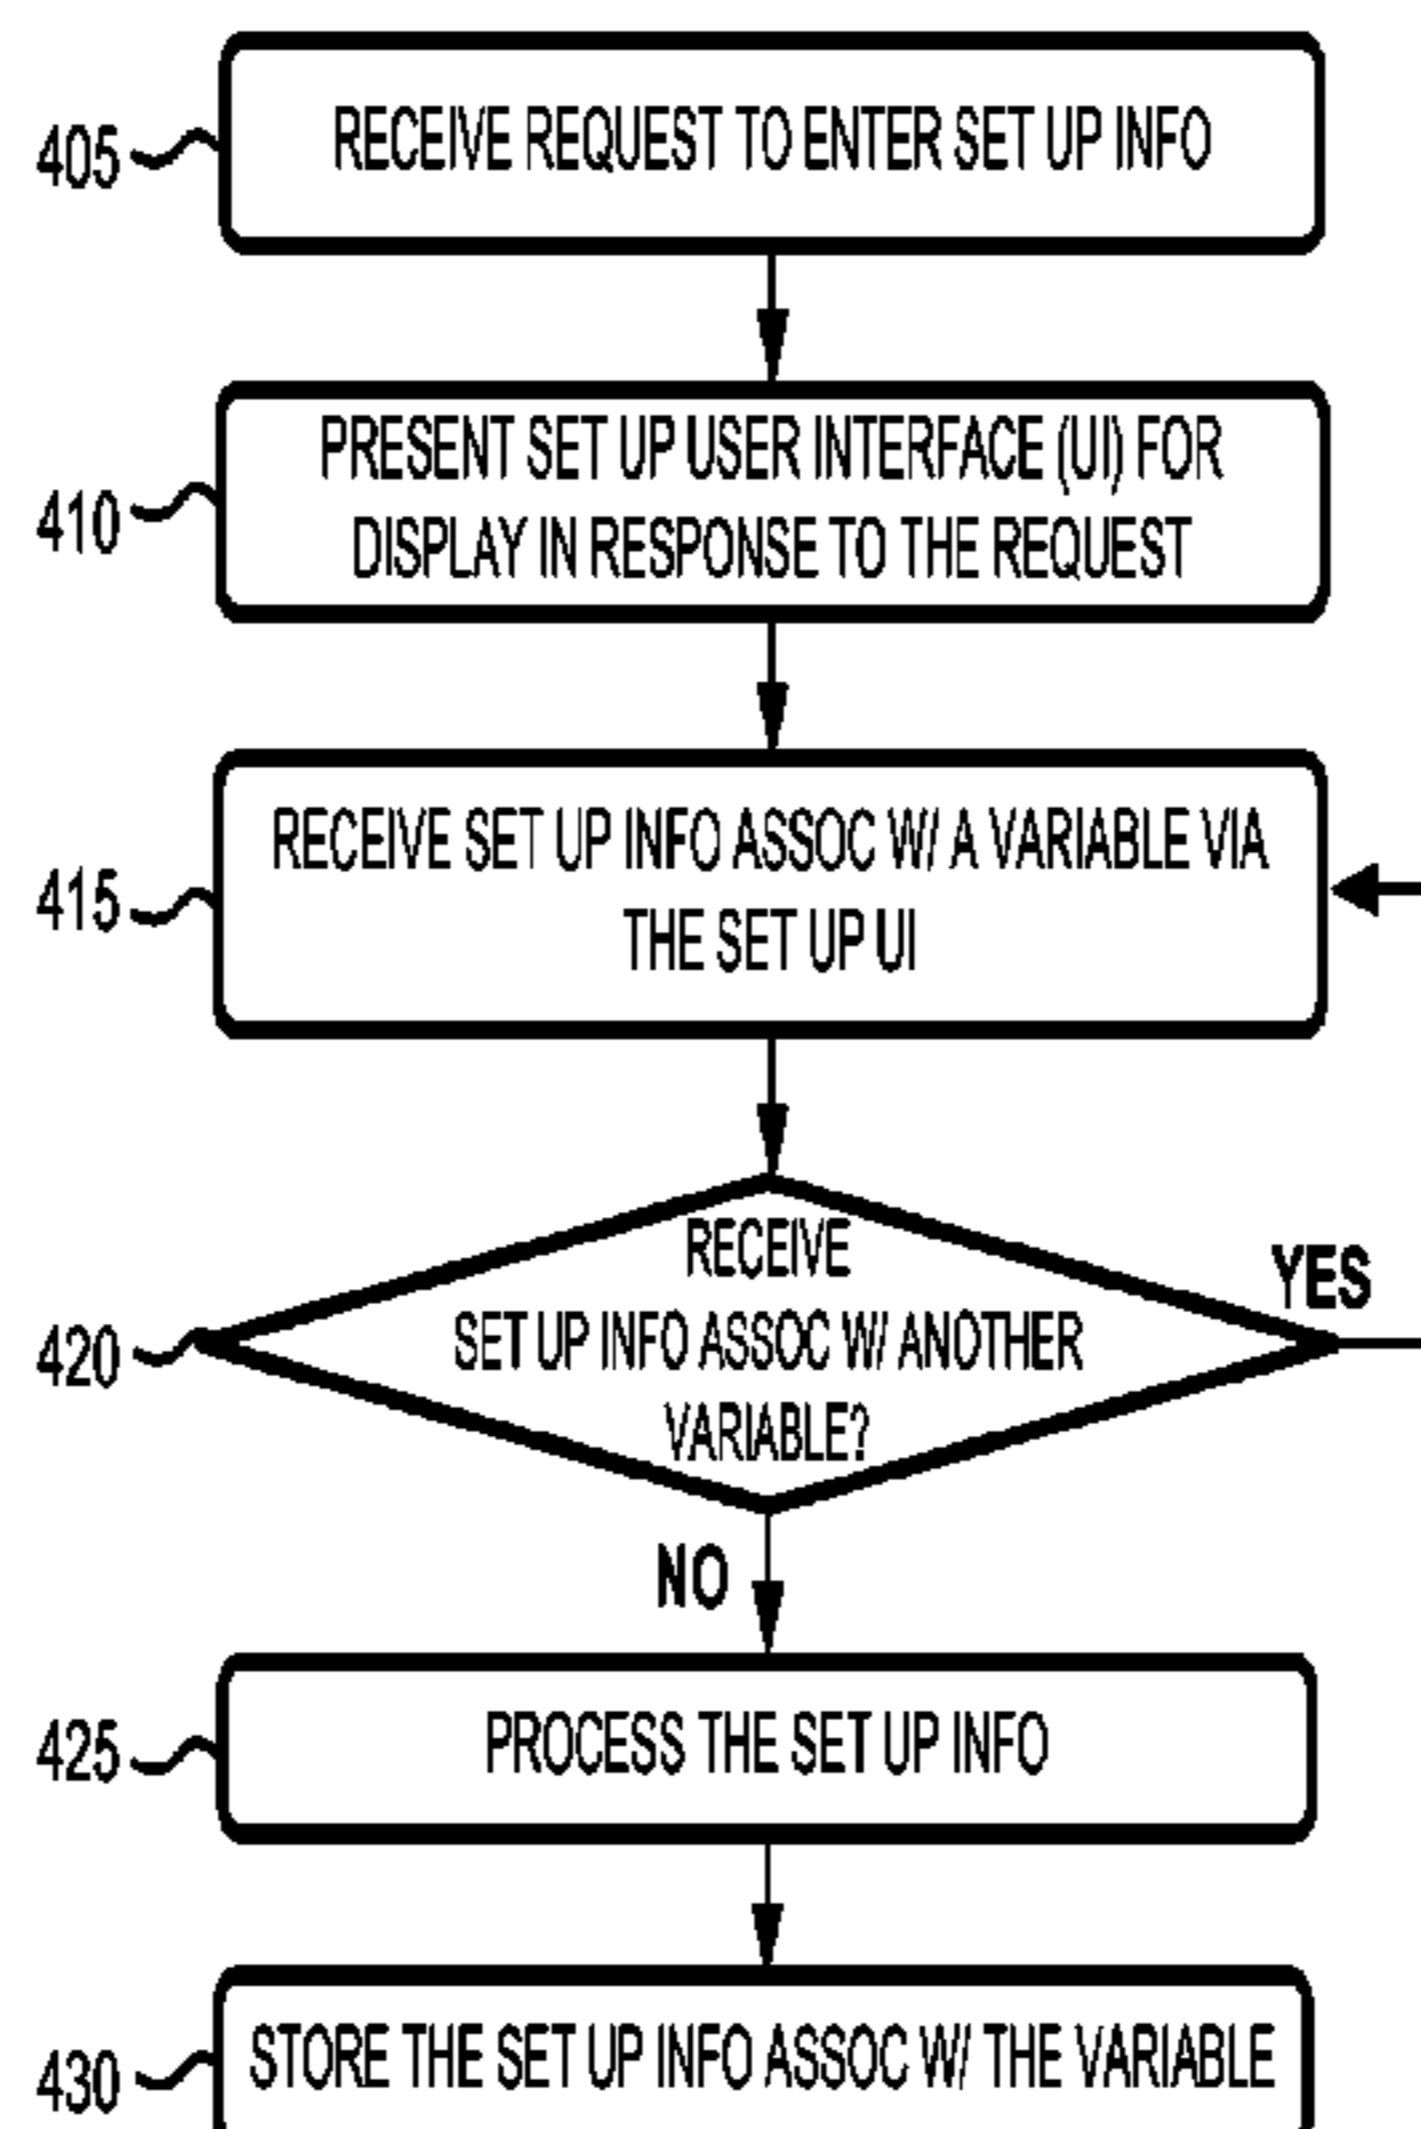 405
RECEIVE REQUEST TO ENTER SET UP INFO
410
PRESENT SET UP USER INTERFACE (UI) FOR
DISPLAY IN RESPONSE TO THE REQUEST
415
RECEIVE SET UP INFO ASSOC W/ A VARIABLE VIA
THE SET UP UI
420
RECEIVE
SET UP INFO ASSOC W/ ANOTHER
VARIABLE?
YES
NO
425
PROCESS THE SET UP INFO
430
STORE THE SET UP INFO ASSOC W/ THE VARIABLE